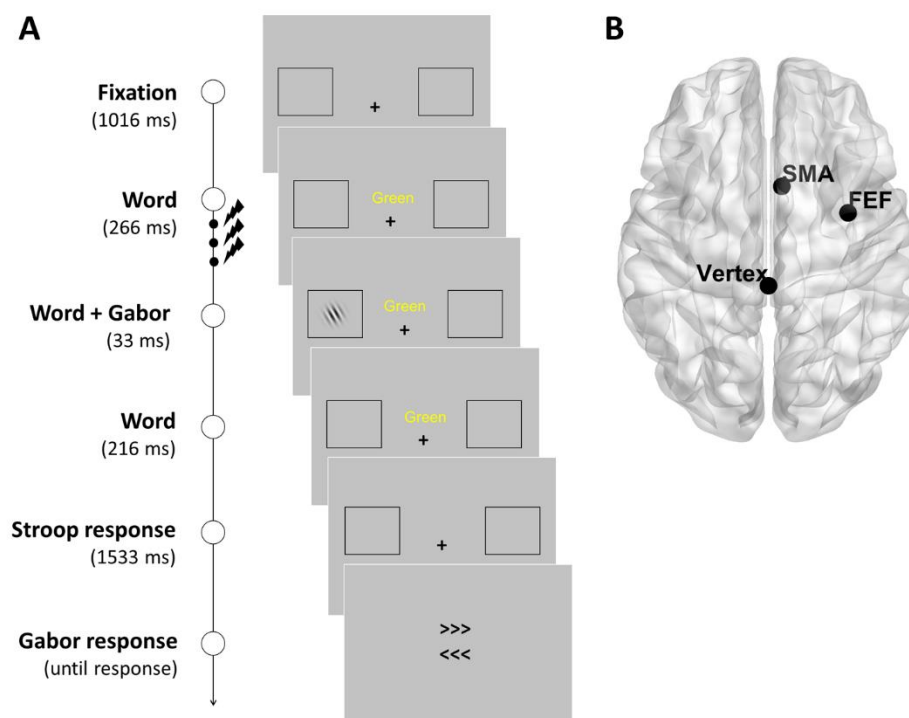 A
Fixation
(1016 ms)
+
Word
(266 ms)
Green
+
Word + Gabor
(33 ms)
Green
+
Word
(216 ms)
Green
+
Stroop response
(1533 ms)
+
Gabor response
(until response)
>>>
<<<
B
SMA
FEF
Vertex